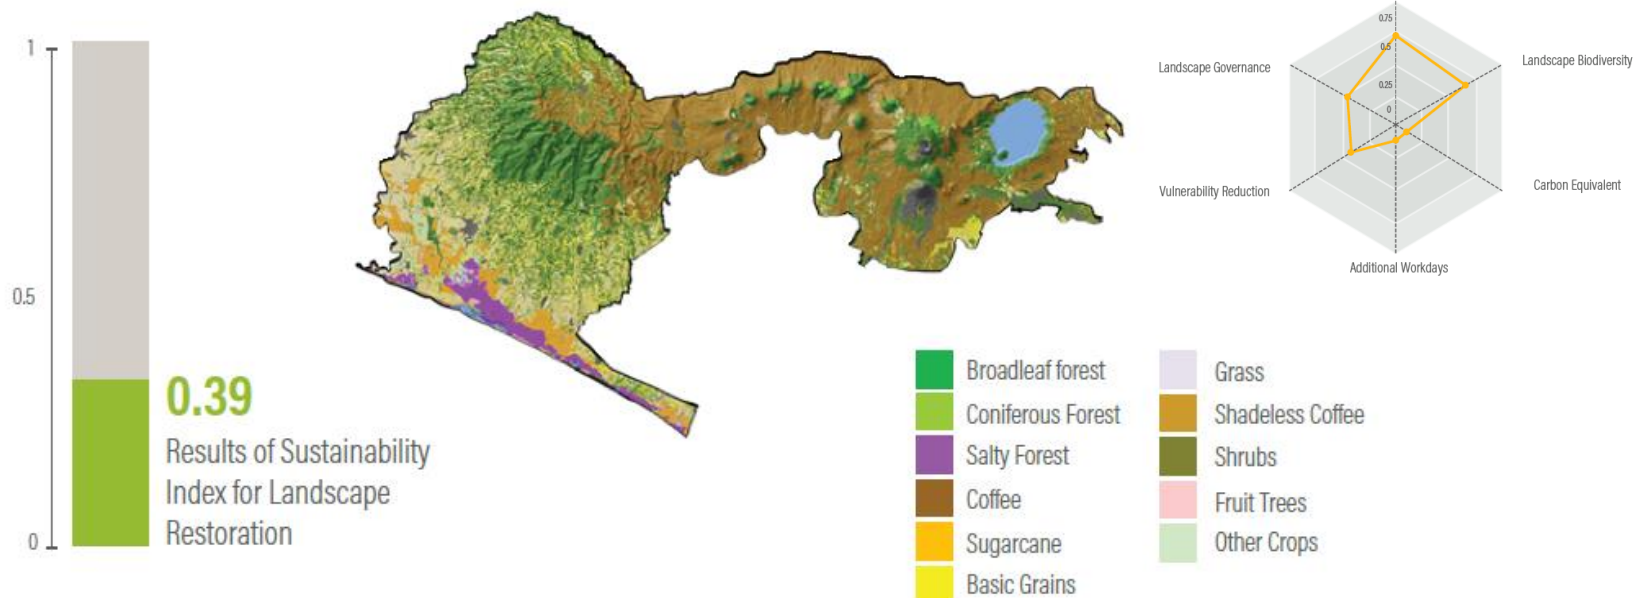 1
0.5
0
0.39
Results of Sustainability
Index for Landscape
Restoration
0.75
0.5
0.25
0
Landscape Governance
Landscape Biodiversity
Vulnerability Reduction
Carbon Equivalent
Additional Workdays
Broadleaf forest
Coniferous Forest
Salty Forest
Coffee
Sugarcane
Basic Grains
Grass
Shadeless Coffee
Shrubs
Fruit Trees
Other Crops